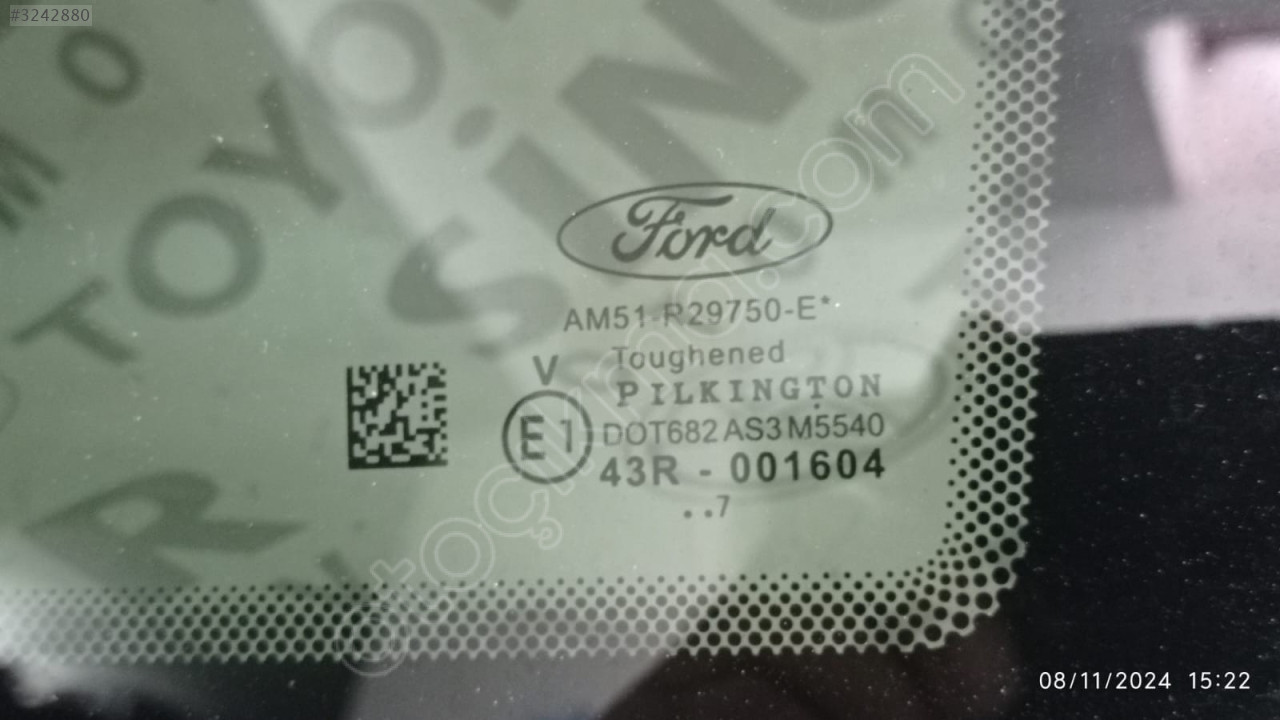 #3242880
Ford
AM51-R29750-E*
V
Toughened
PILKINGTON
E1
DOT682 AS3 M5540
43R - 001604
..7
otoçıkma.com
08/11/2024 15:22